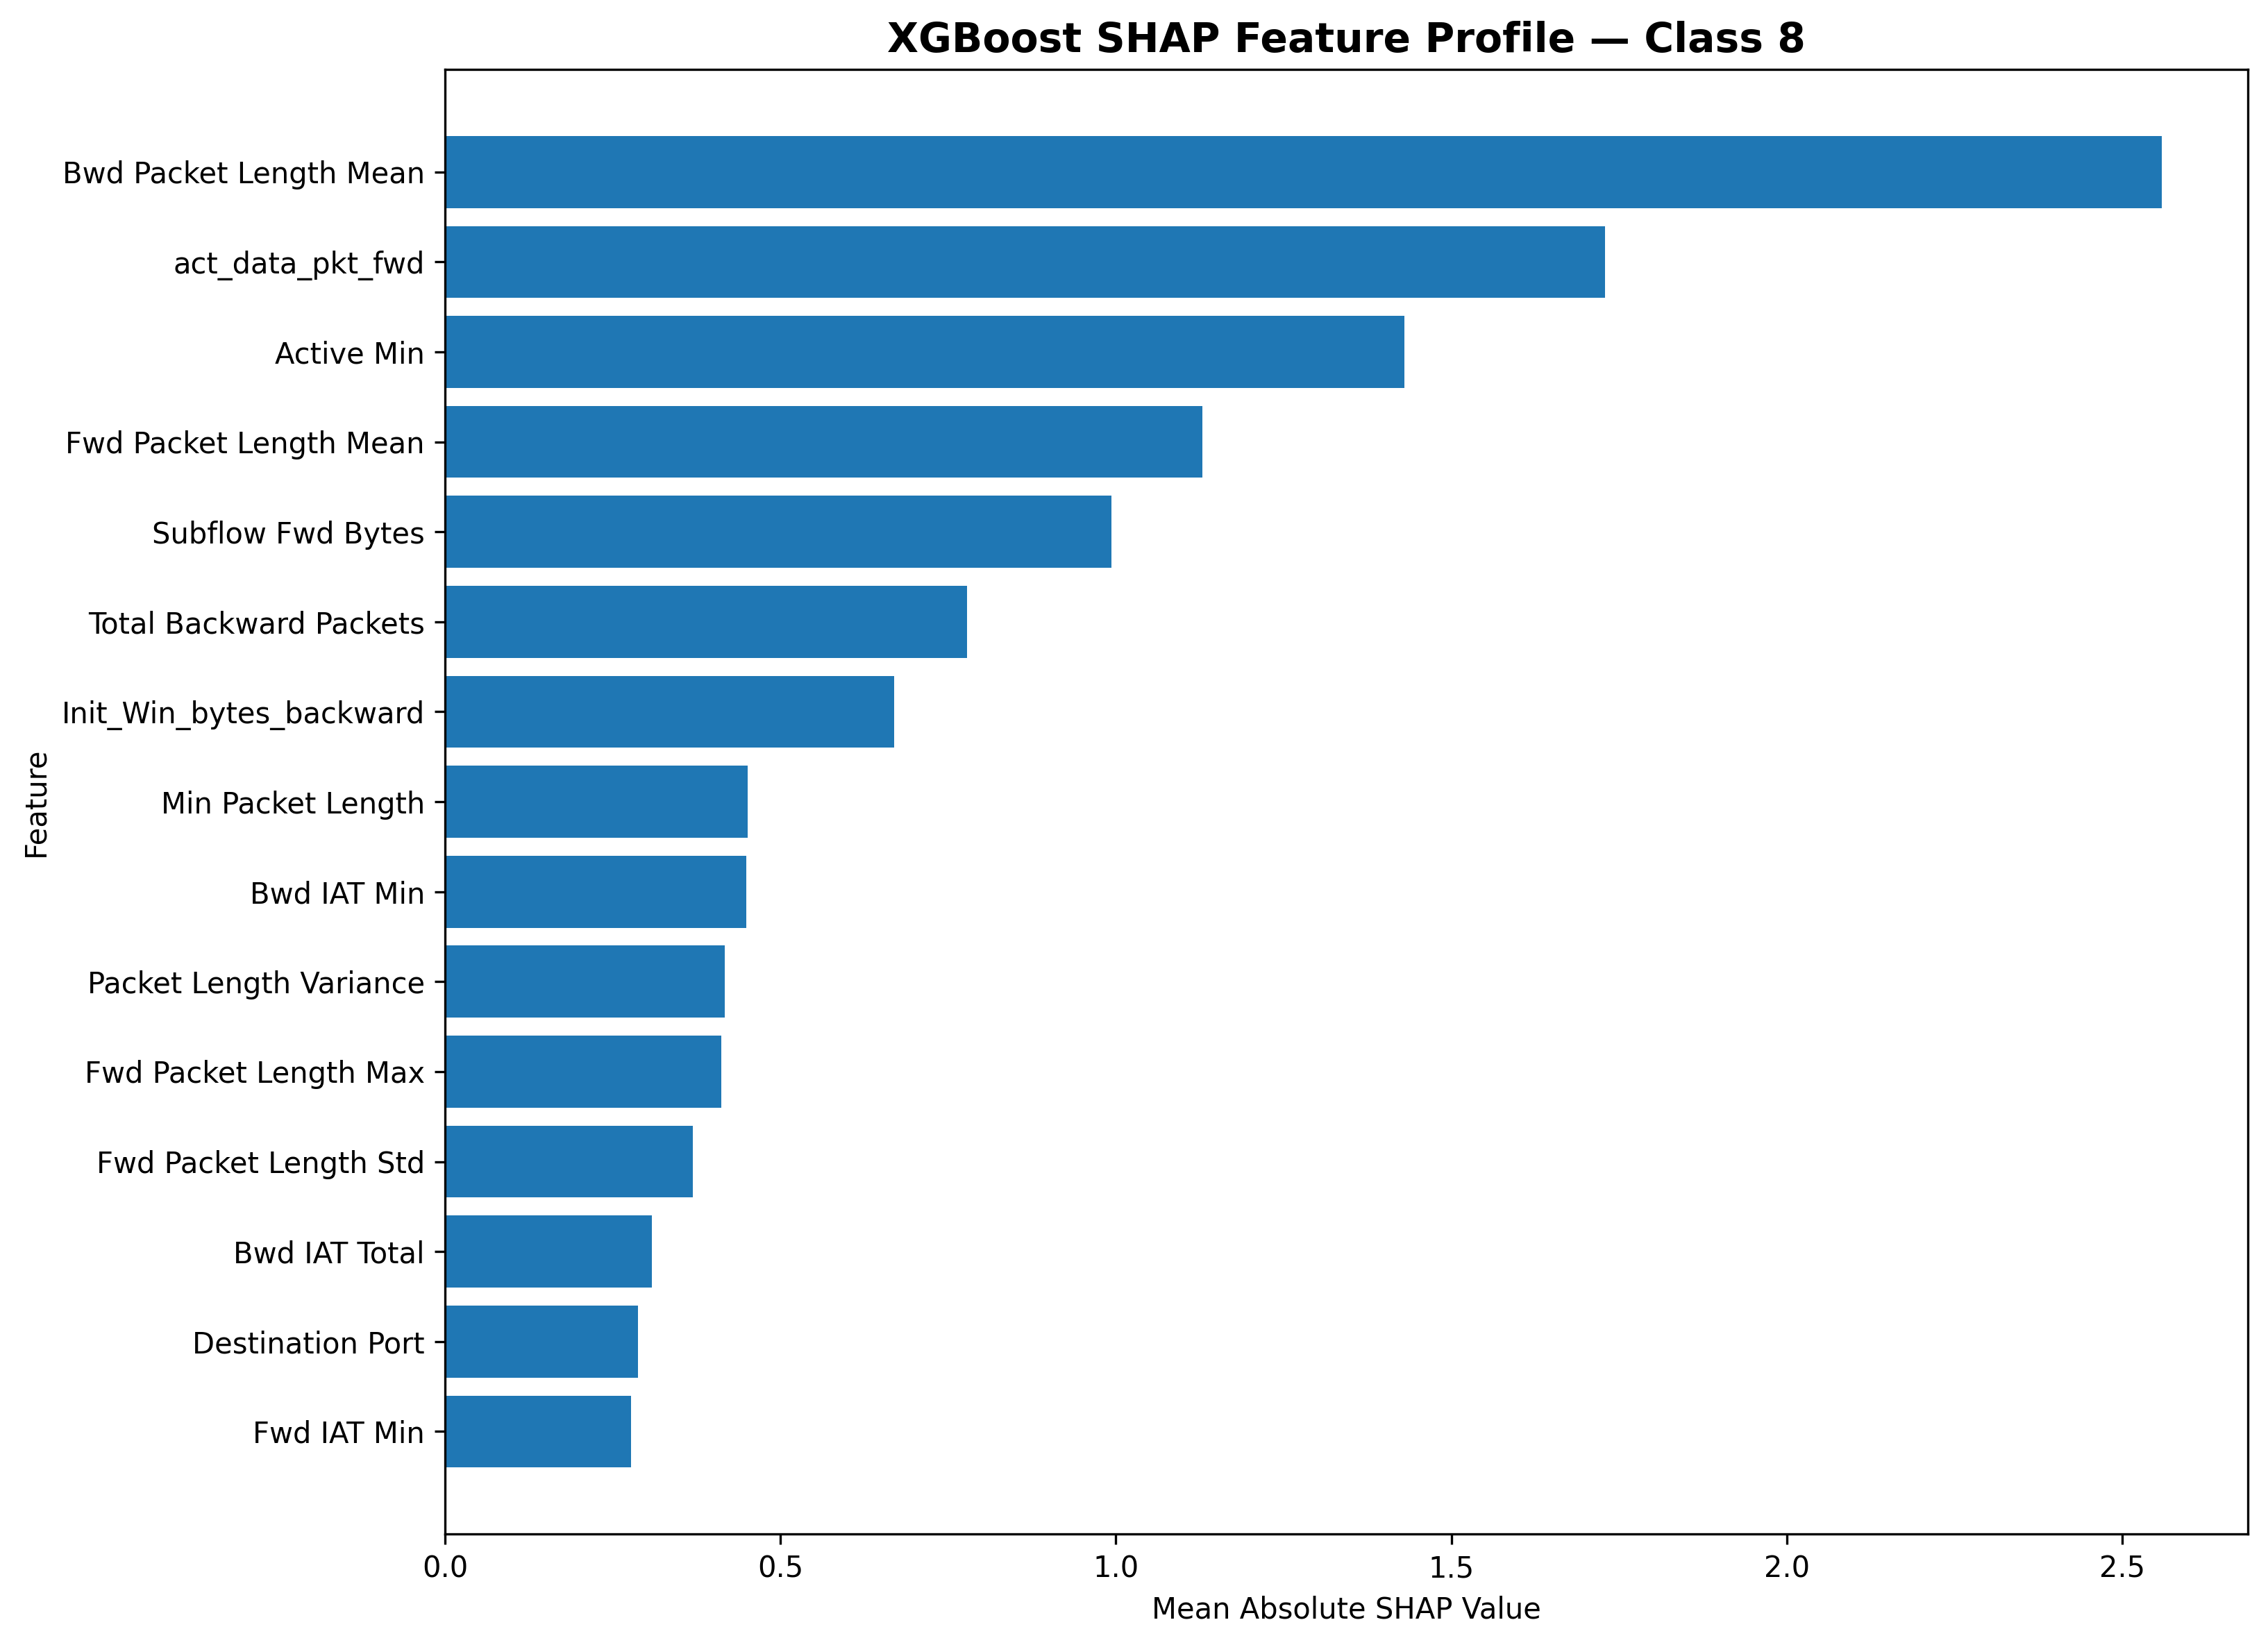 XGBoost SHAP Feature Profile — Class 8
Bwd Packet Length Mean
act_data_pkt_fwd
Active Min
Fwd Packet Length Mean
Subflow Fwd Bytes
Total Backward Packets
Init_Win_bytes_backward
Min Packet Length
Bwd IAT Min
Packet Length Variance
Fwd Packet Length Max
Fwd Packet Length Std
Bwd IAT Total
Destination Port
Fwd IAT Min
Feature
0.0 0.5 1.0 1.5 2.0 2.5
Mean Absolute SHAP Value